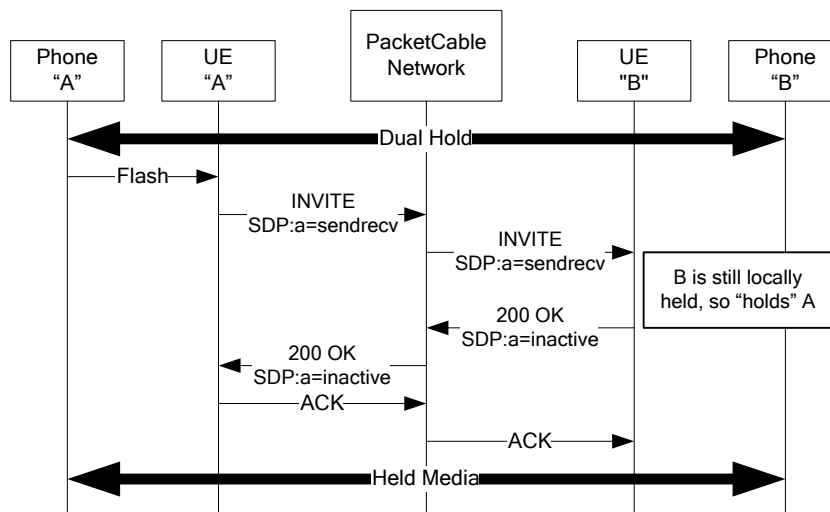 Phone
“A”
UE
“A”
PacketCable
Network
UE
"B"
Phone
“B”
Dual Hold
Flash
INVITE
SDP:a=sendrecv
INVITE
SDP:a=sendrecv
B is still locally
held, so “holds” A
200 OK
SDP:a=inactive
200 OK
SDP:a=inactive
ACK
ACK
Held Media